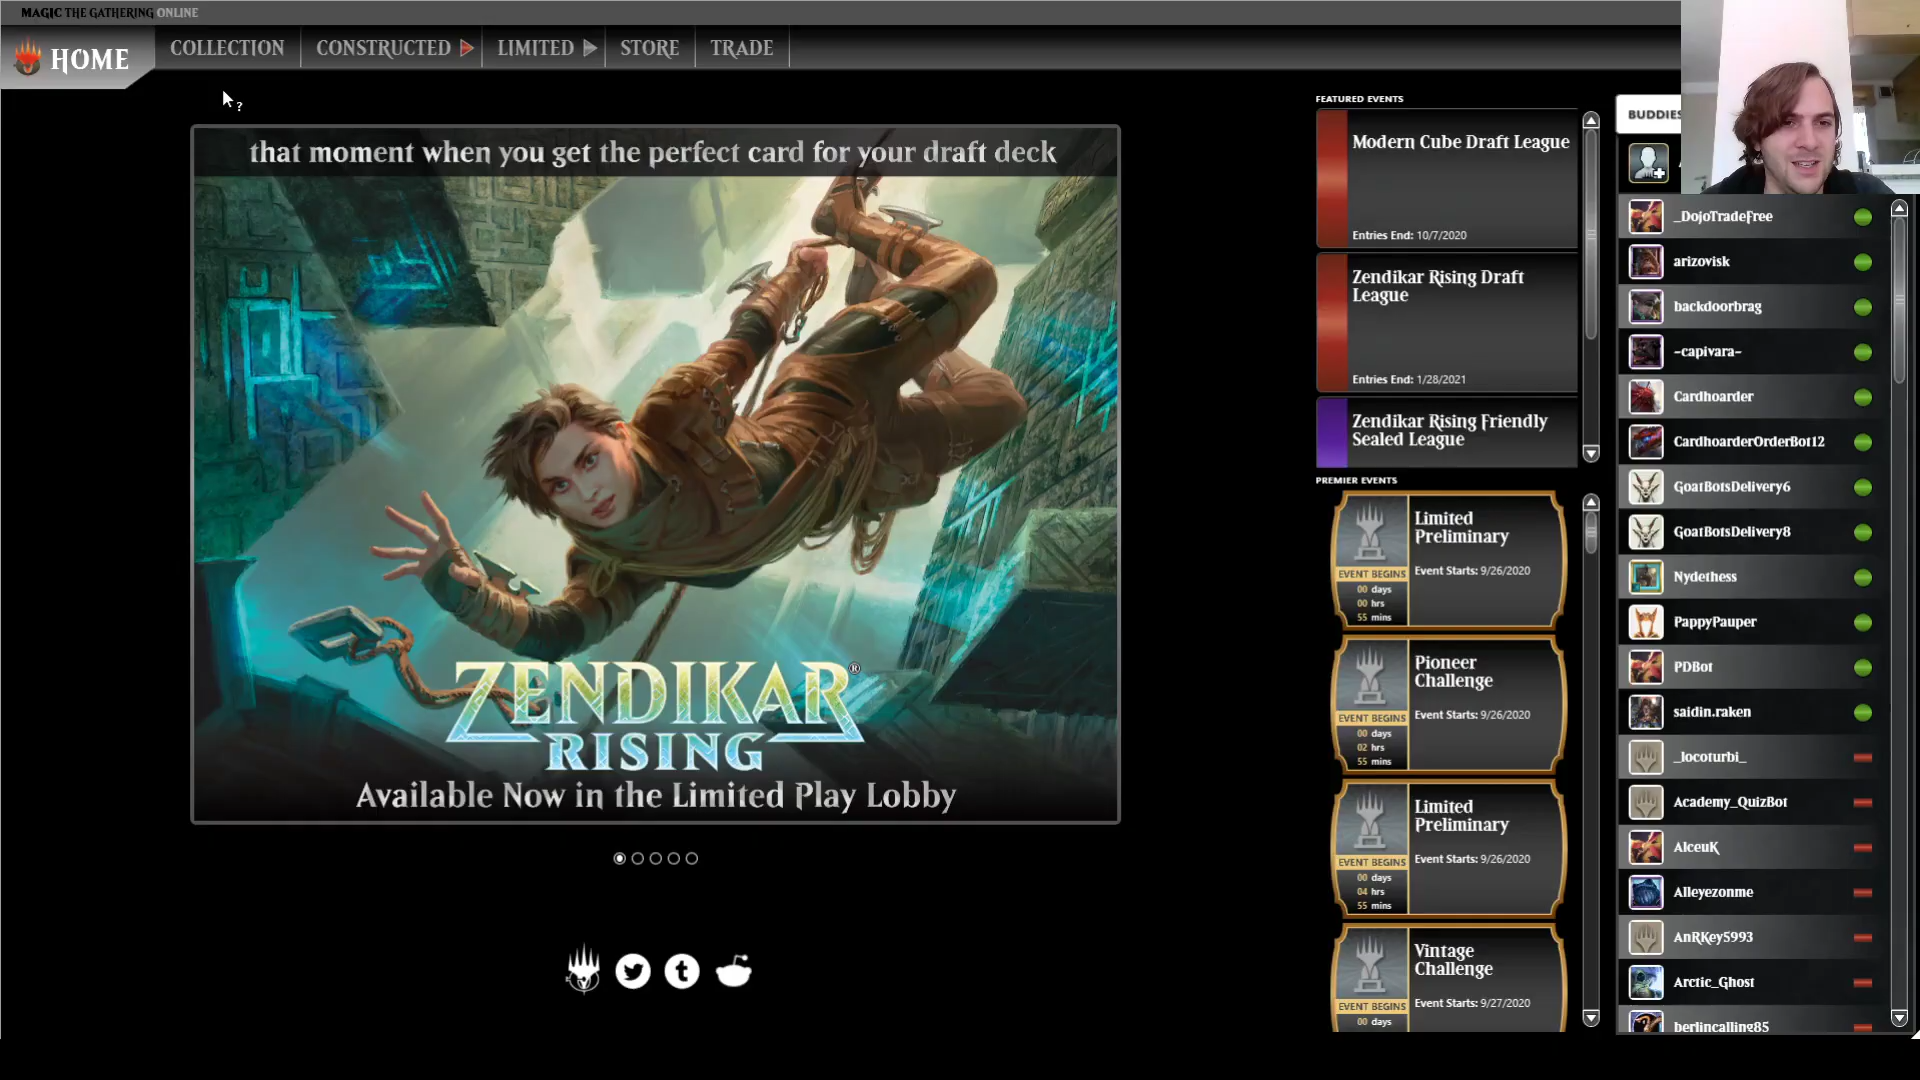 MAGIC THE GATHERING ONLINE
HOME
COLLECTION
CONSTRUCTED
LIMITED
STORE
TRADE
?
that moment when you get the perfect card for your draft deck
ZENDIKAR®
RISING
Available Now in the Limited Play Lobby
FEATURED EVENTS
Modern Cube Draft League
Entries End: 10/7/2020
Zendikar Rising Draft
League
Entries End: 1/28/2021
Zendikar Rising Friendly
Sealed League
PREMIER EVENTS
Limited
Preliminary
Event Starts: 9/26/2020
EVENT BEGINS
00 days
00 hrs
55 mins
Pioneer
Challenge
Event Starts: 9/26/2020
EVENT BEGINS
00 days
02 hrs
55 mins
Limited
Preliminary
Event Starts: 9/26/2020
EVENT BEGINS
00 days
04 hrs
55 mins
Vintage
Challenge
Event Starts: 9/27/2020
EVENT BEGINS
00 days
BUDDIES
_DojoTradeFree
arizovisk
backdoorbrag
-capivara-
Cardhoarder
CardhoarderOrderBot12
GoatBotsDelivery6
GoatBotsDelivery8
Nydethess
PappyPauper
PDBot
saidin.raken
_locoturbi_
Academy_QuizBot
AlceuK
Alleyezonme
AnRKey5993
Arctic_Ghost
berlincalling85